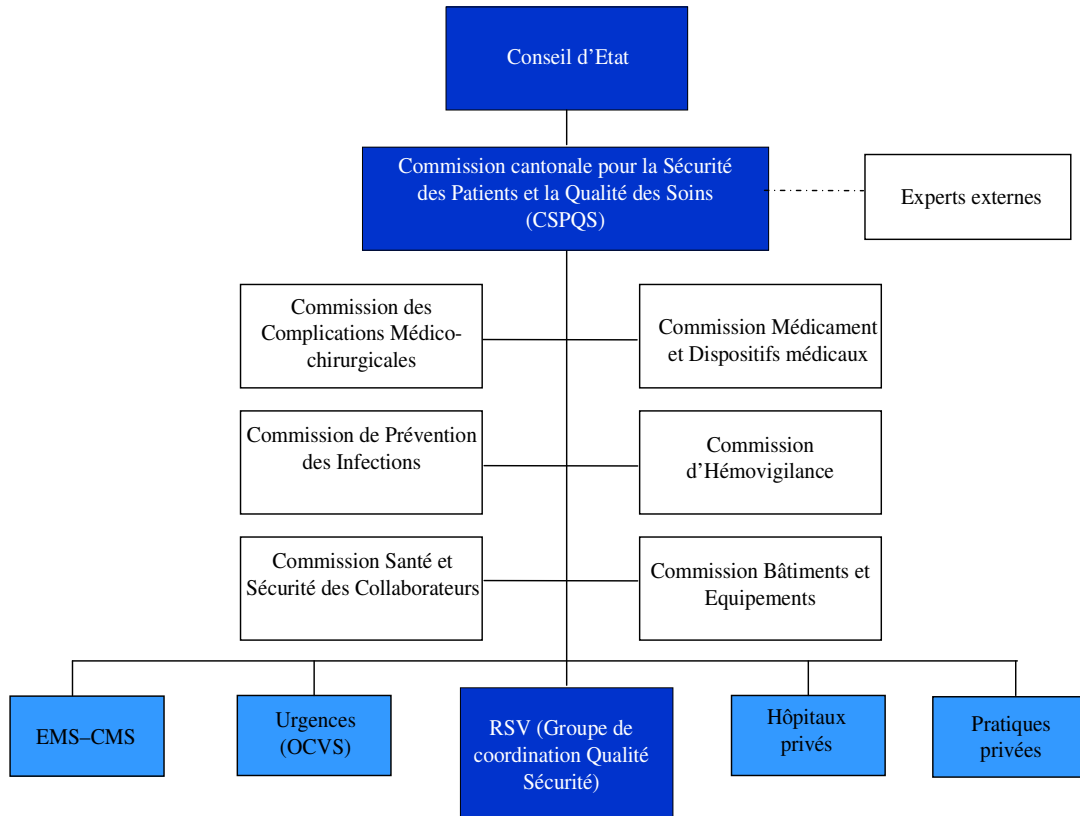 Conseil d’Etat
Commission cantonale pour la Sécurité
des Patients et la Qualité des Soins
(CSPQS)
Experts externes
Commission des
Complications Médico-
chirurgicales
Commission Médicament
et Dispositifs médicaux
Commission de Prévention
des Infections
Commission
d’Hémovigilance
Commission Santé et
Sécurité des Collaborateurs
Commission Bâtiments et
Equipements
EMS–CMS
Urgences
(OCVS)
RSV (Groupe de
coordination Qualité
Sécurité)
Hôpitaux
privés
Pratiques
privées